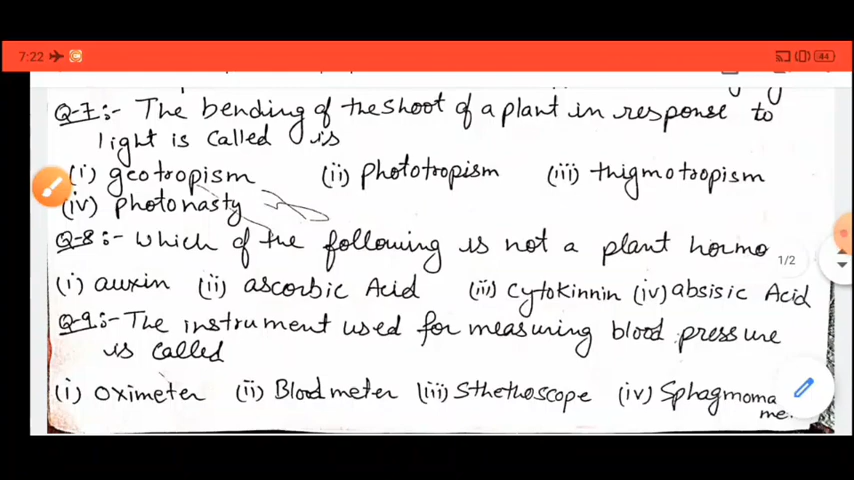 7:22
44
Q-7:- The bending of the shoot of a plant in response to
light is called is
(i) geotropism (ii) phototropism (iii) thigmotropism
(iv) photonasty
Q-8:- Which of the following is not a plant hormo
1/2
(i) auxin (ii) ascorbic Acid (iii) Cytokinnin (iv) absisic Acid
Q-9:- The instrument used for measuring blood pressure
is called
(i) Oximeter (ii) Blood meter (iii) Sthethoscope (iv) Sphagmoma
me